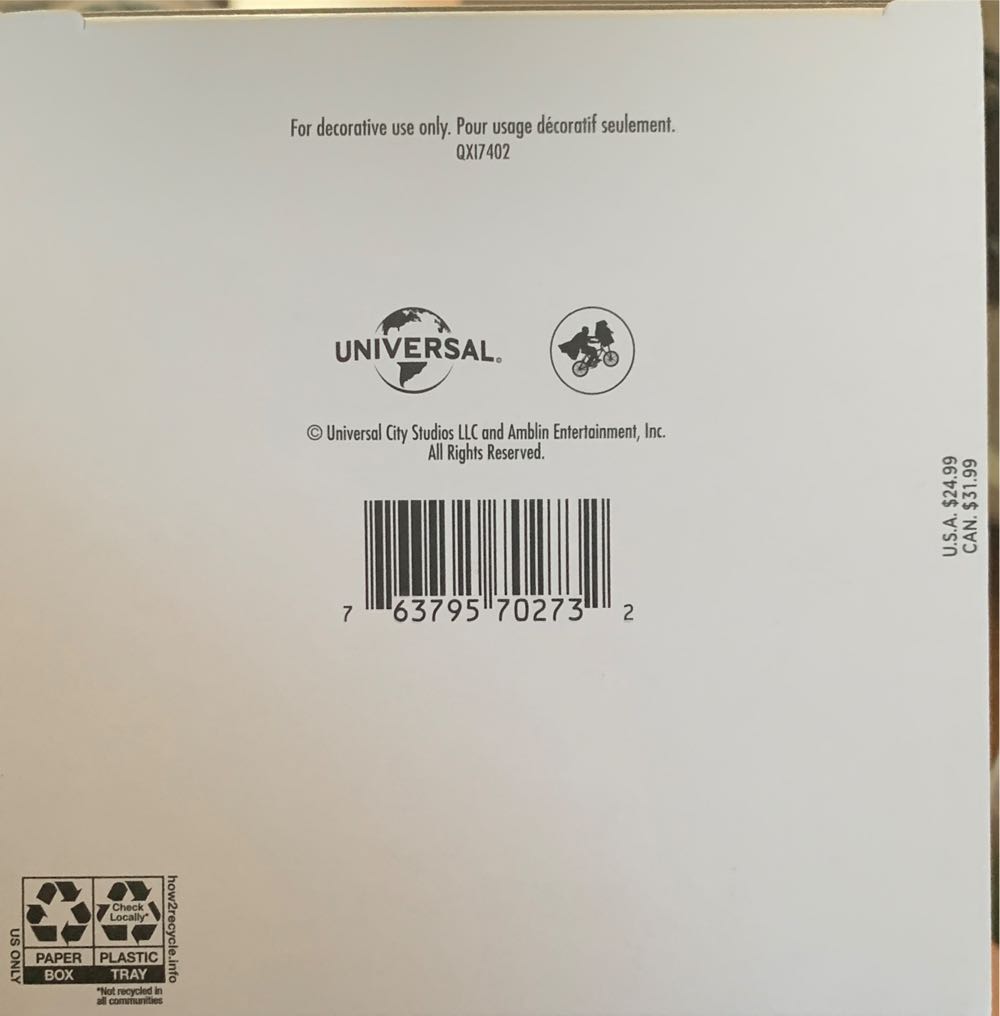 For decorative use only. Pour usage décoratif seulement.
QXI7402
UNIVERSAL®
© Universal City Studios LLC and Amblin Entertainment, Inc.
All Rights Reserved.
7 63795 70273 2
U.S.A. $24.99
CAN. $31.99
US ONLY
PAPER
BOX
Check
Locally*
PLASTIC
TRAY
how2recycle.info
*Not recycled in
all communities